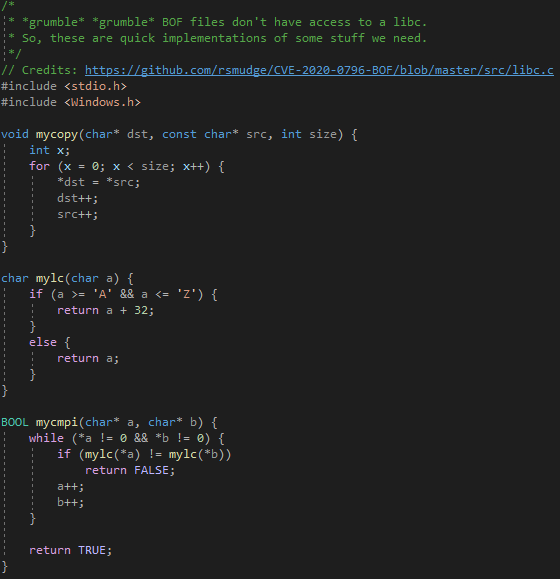 /*
* *grumble* *grumble* BOF files don't have access to a libc.
* So, these are quick implementations of some stuff we need.
*/
// Credits: https://github.com/rsmudge/CVE-2020-0796-BOF/blob/master/src/libc.c
#include <stdio.h>
#include <Windows.h>

void mycopy(char* dst, const char* src, int size) {
    int x;
    for (x = 0; x < size; x++) {
        *dst = *src;
        dst++;
        src++;
    }
}

char mylc(char a) {
    if (a >= 'A' && a <= 'Z') {
        return a + 32;
    }
    else {
        return a;
    }
}

BOOL mycmpi(char* a, char* b) {
    while (*a != 0 && *b != 0) {
        if (mylc(*a) != mylc(*b))
            return FALSE;
        a++;
        b++;
    }

    return TRUE;
}